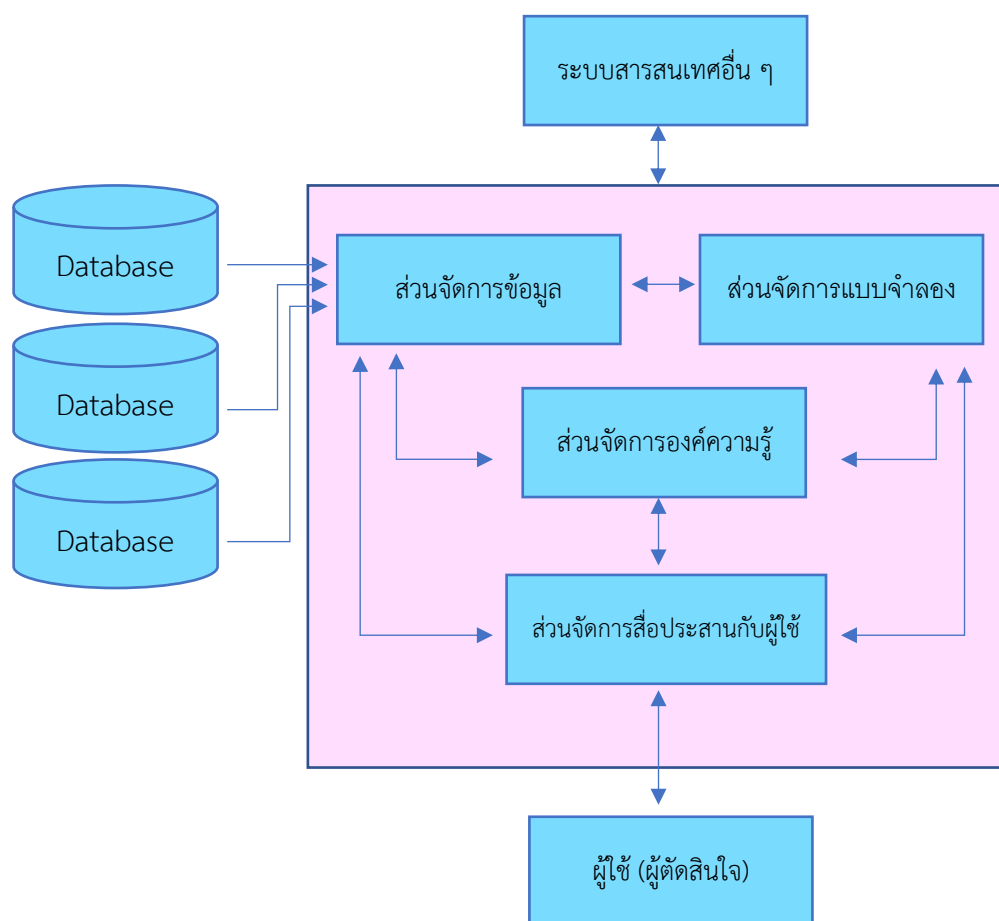 ระบบสารสนเทศอื่น ๆ
Database
ส่วนจัดการข้อมูล
ส่วนจัดการแบบจำลอง
Database
ส่วนจัดการองค์ความรู้
Database
ส่วนจัดการสื่อประสานกับผู้ใช้
ผู้ใช้ (ผู้ตัดสินใจ)